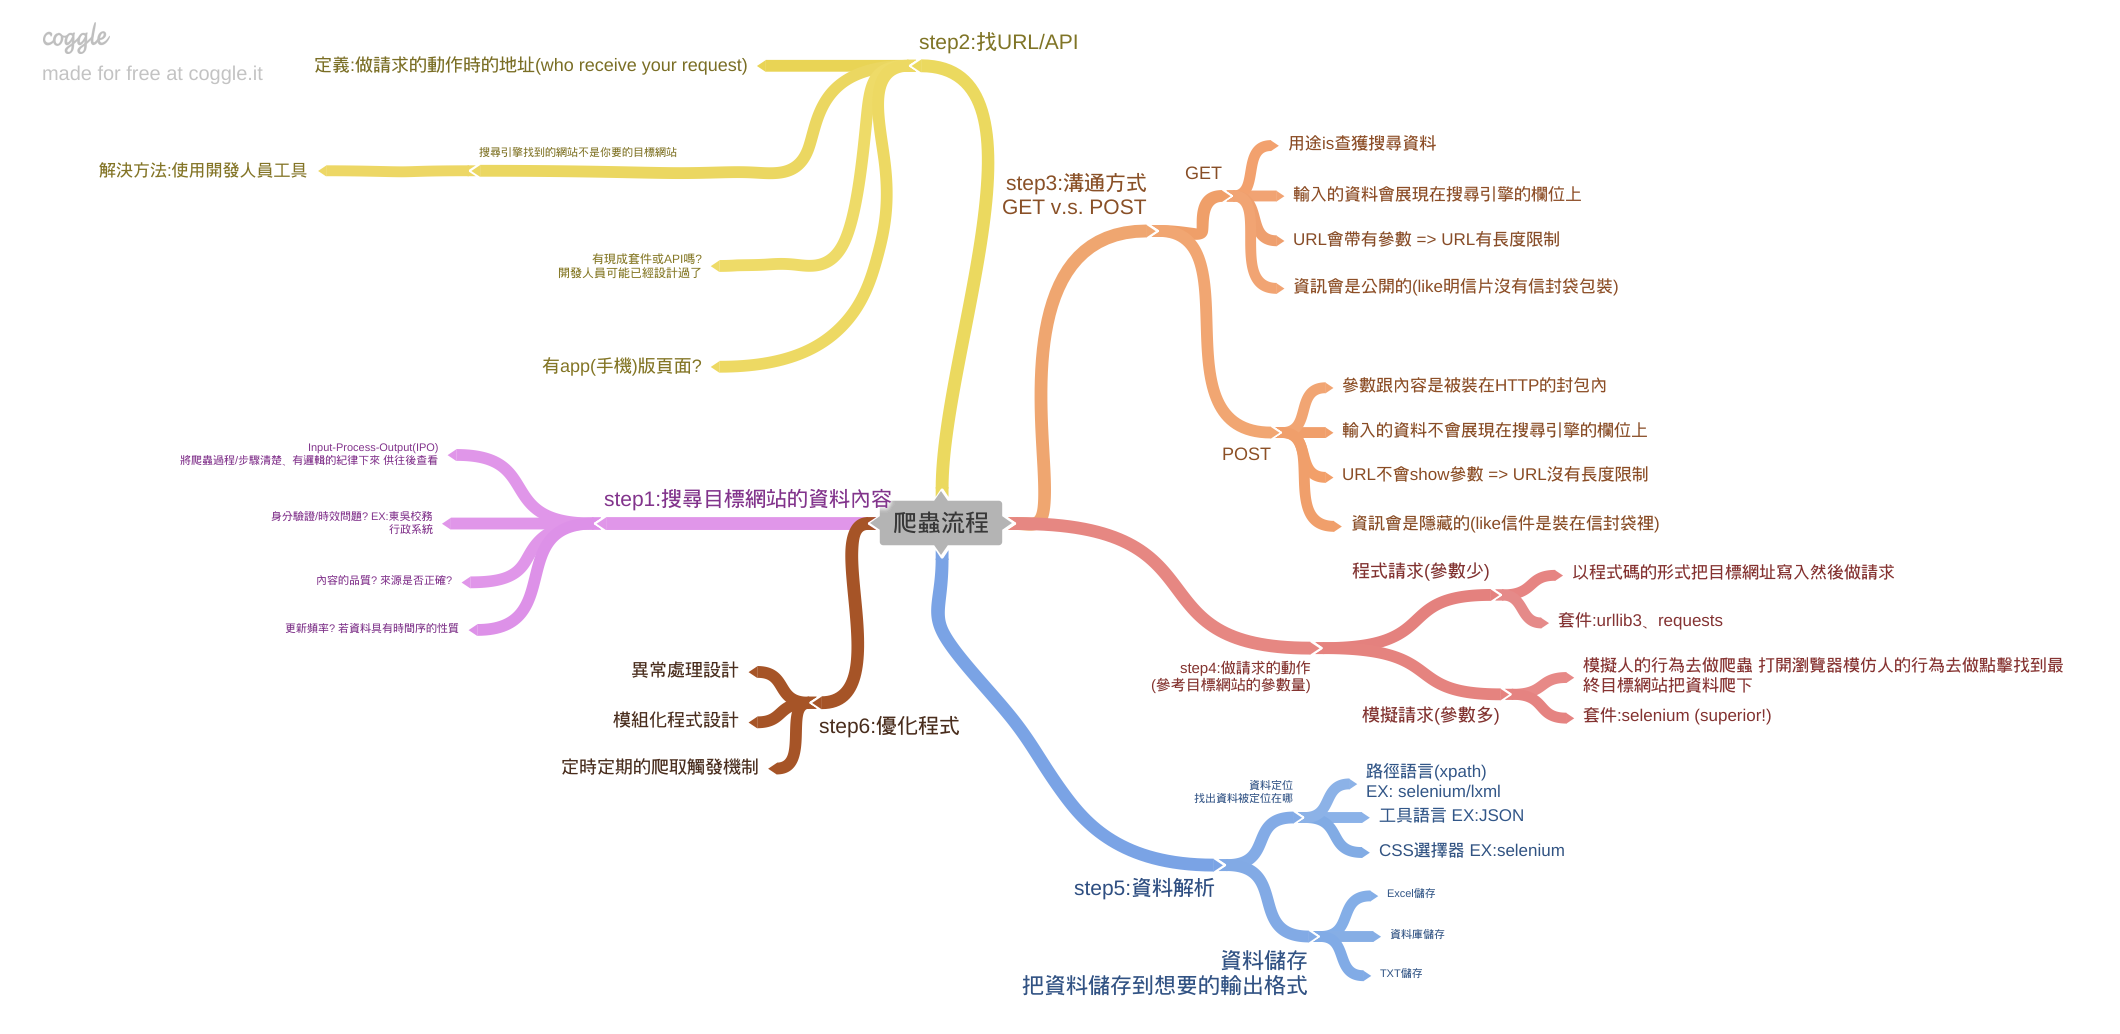 coggle
made for free at coggle.it
step2:找URL/API
定義:做請求的動作時的地址(who receive your request)
搜尋引擎找到的網站不是你要的目標網站
解決方法:使用開發人員工具
有現成套件或API嗎?
開發人員可能已經設計過了
有app(手機)版頁面?
step3:溝通方式
GET v.s. POST
GET
用途is查獲搜尋資料
輸入的資料會展現在搜尋引擎的欄位上
URL會帶有參數 => URL有長度限制
資訊會是公開的(like明信片沒有信封袋包裝)
POST
參數跟內容是被裝在HTTP的封包內
輸入的資料不會展現在搜尋引擎的欄位上
URL不會show參數 => URL沒有長度限制
資訊會是隱藏的(like信件是裝在信封袋裡)
爬蟲流程
step1:搜尋目標網站的資料內容
Input-Process-Output(IPO)
將爬蟲過程/步驟清楚、有邏輯的紀律下來 供往後查看
身分驗證/時效問題? EX:東吳校務
行政系統
內容的品質? 來源是否正確?
更新頻率? 若資料具有時間序的性質
step4:做請求的動作
(參考目標網站的參數量)
程式請求(參數少)
以程式碼的形式把目標網址寫入然後做請求
套件:urllib3、requests
模擬請求(參數多)
模擬人的行為去做爬蟲 打開瀏覽器模仿人的行為去做點擊找到最
終目標網站把資料爬下
套件:selenium (superior!)
step6:優化程式
異常處理設計
模組化程式設計
定時定期的爬取觸發機制
step5:資料解析
資料定位
找出資料被定位在哪
路徑語言(xpath)
EX: selenium/lxml
工具語言 EX:JSON
CSS選擇器 EX:selenium
資料儲存
把資料儲存到想要的輸出格式
Excel儲存
資料庫儲存
TXT儲存